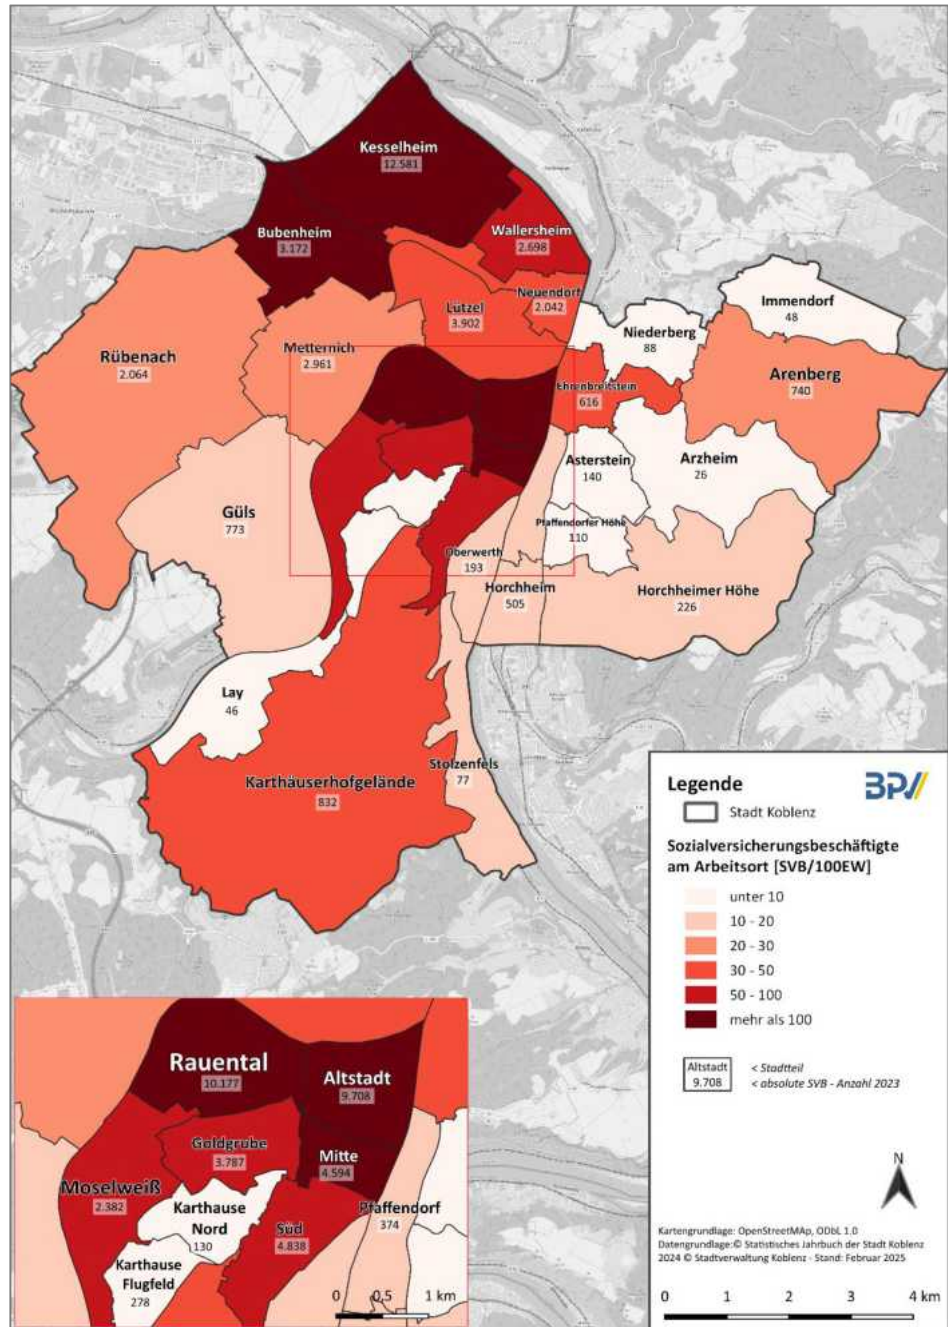 Kesselheim
12.581
Bubenheim
3.172
Wallersheim
2.698
Neuendorf
2.042
Lützel
3.902
Metternich
2.961
Rübenach
2.064
Immendorf
48
Niederberg
88
Arenberg
740
Ehrenbreitstein
616
Asterstein
140
Arzheim
26
Güls
773
Pfaffendorfer Höhe
110
Oberwerth
193
Horchheim
505
Horchheimer Höhe
226
Lay
46
Karthäuserhofgelände
832
Stolzenfels
77
Legende
BPV
Stadt Koblenz
Sozialversicherungsbeschäftigte
am Arbeitsort [SVB/100EW]
unter 10
10 - 20
20 - 30
30 - 50
50 - 100
mehr als 100
Altstadt < Stadtteil
9.708 < absolute SVB - Anzahl 2023
N
Kartengrundlage: OpenStreetMAp, ODbL 1.0
Datengrundlage:© Statistisches Jahrbuch der Stadt Koblenz
2024 © Stadtverwaltung Koblenz - Stand: Februar 2025
0 1 2 3 4 km
Rauental
10.177
Altstadt
9.708
Goldgrube
3.787
Mitte
4.594
Moselweiß
2.382
Karthause
Nord
130
Süd
4.838
Pfaffendorf
374
Karthause
Flugfeld
278
0 0,5 1 km